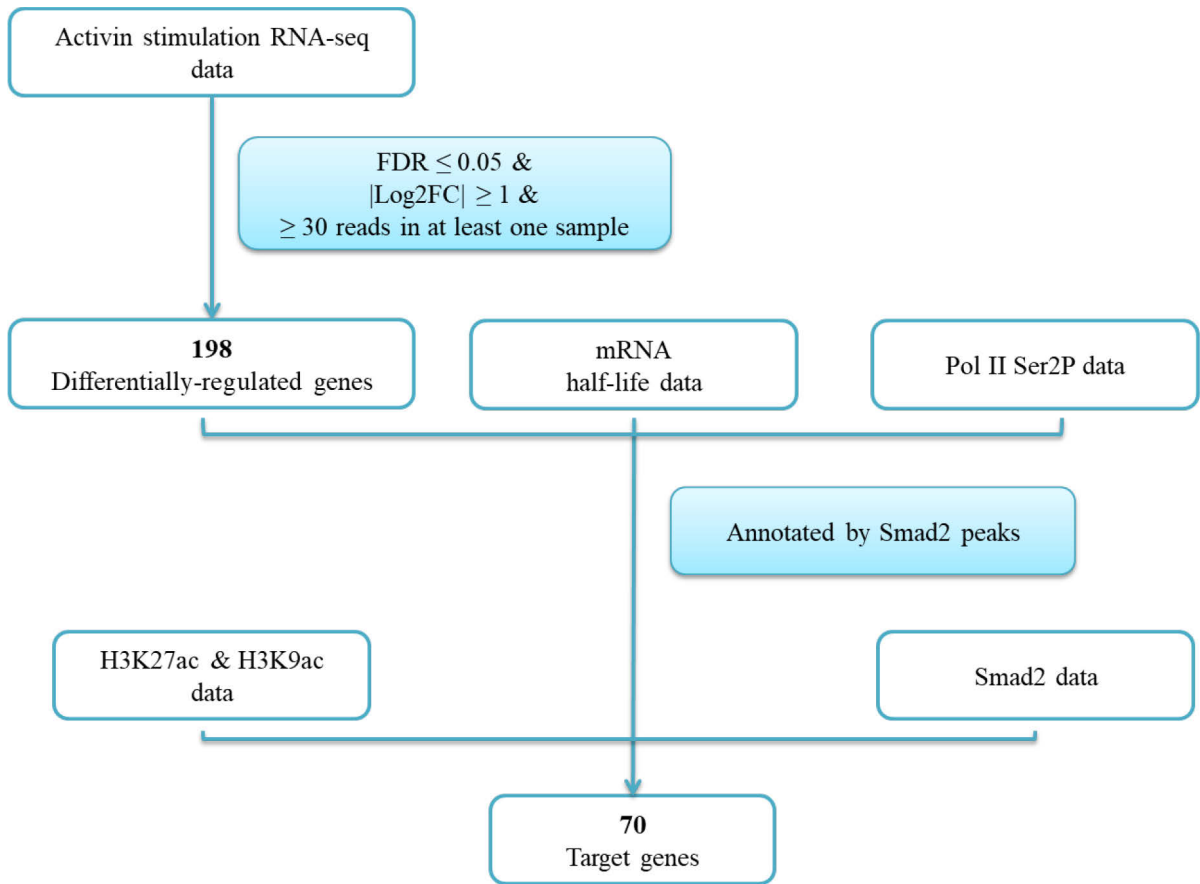 Activin stimulation RNA-seq
data
FDR ≤ 0.05 &
|Log2FC| ≥ 1 &
≥ 30 reads in at least one sample
198
Differentially-regulated genes
mRNA
half-life data
Pol II Ser2P data
Annotated by Smad2 peaks
H3K27ac & H3K9ac
data
Smad2 data
70
Target genes